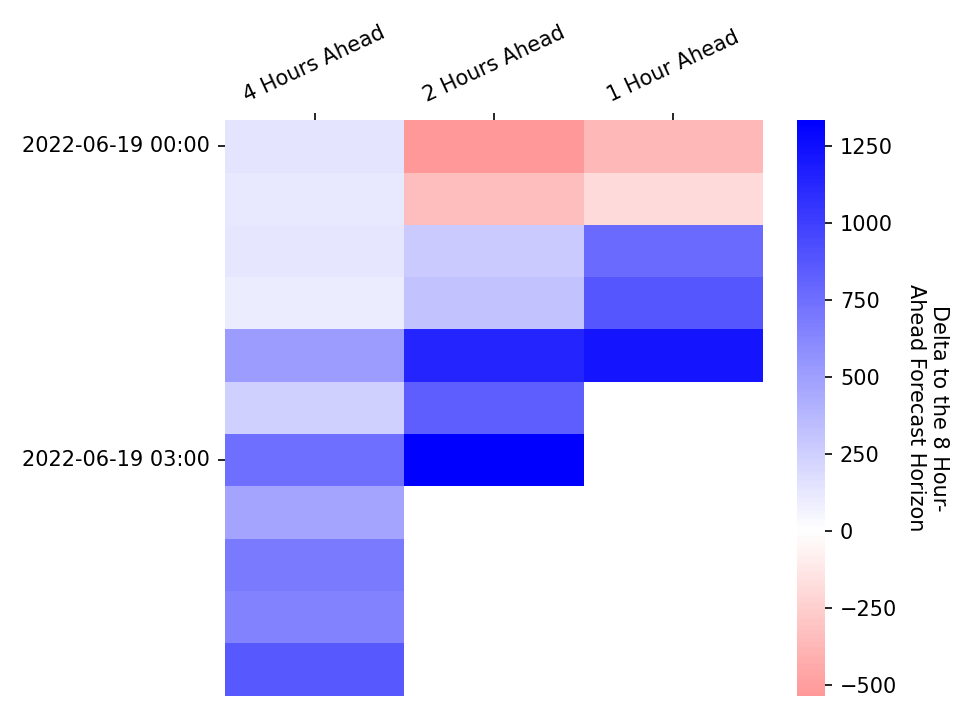 4 Hours Ahead
2 Hours Ahead
1 Hour Ahead
2022-06-19 00:00
2022-06-19 03:00
1250
1000
750
500
250
0
−250
−500
Delta to the 8 Hour-
Ahead Forecast Horizon